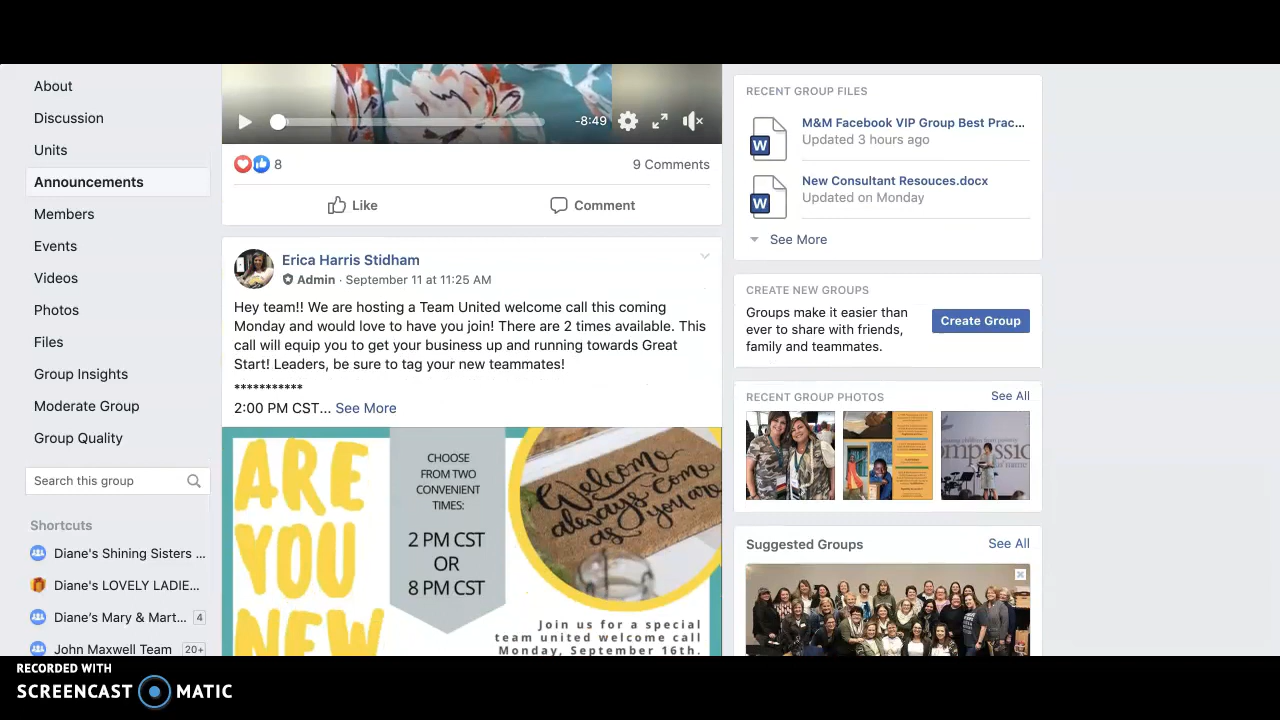 About
Discussion
Units
Announcements
Members
Events
Videos
Photos
Files
Group Insights
Moderate Group
Group Quality
Search this group
Shortcuts
Diane's Shining Sisters ...
Diane's LOVELY LADIE...
Diane's Mary & Mart... 4
John Maxwell Team 20+
-8:49
8
9 Comments
Like
Comment
Erica Harris Stidham
Admin · September 11 at 11:25 AM
Hey team!! We are hosting a Team United welcome call this coming
Monday and would love to have you join! There are 2 times available. This
call will equip you to get your business up and running towards Great
Start! Leaders, be sure to tag your new teammates!
***********
2:00 PM CST... See More
ARE
YOU
NEW
CHOOSE
FROM TWO
CONVENIENT
TIMES:
2 PM CST
OR
8 PM CST
Welcome
always come
as you are
Join us for a special
team united welcome call
Monday, September 16th.
RECENT GROUP FILES
W
M&M Facebook VIP Group Best Prac...
Updated 3 hours ago
W
New Consultant Resouces.docx
Updated on Monday
See More
CREATE NEW GROUPS
Groups make it easier than
ever to share with friends,
family and teammates.
Create Group
RECENT GROUP PHOTOS
See All
Suggested Groups
See All
RECORDED WITH
SCREENCAST MATIC